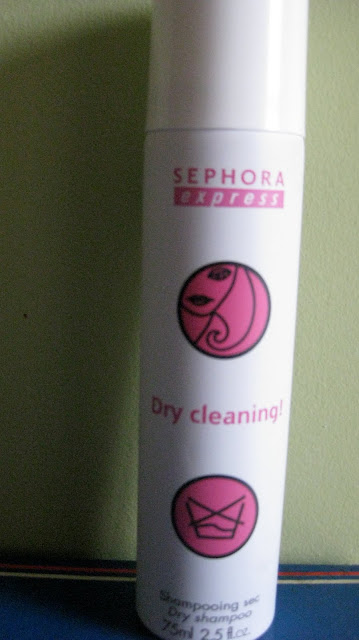 SEPHORA
express
Dry cleaning!
Shampooing sec
Dry shampoo
75ml 2.5 fl.oz.